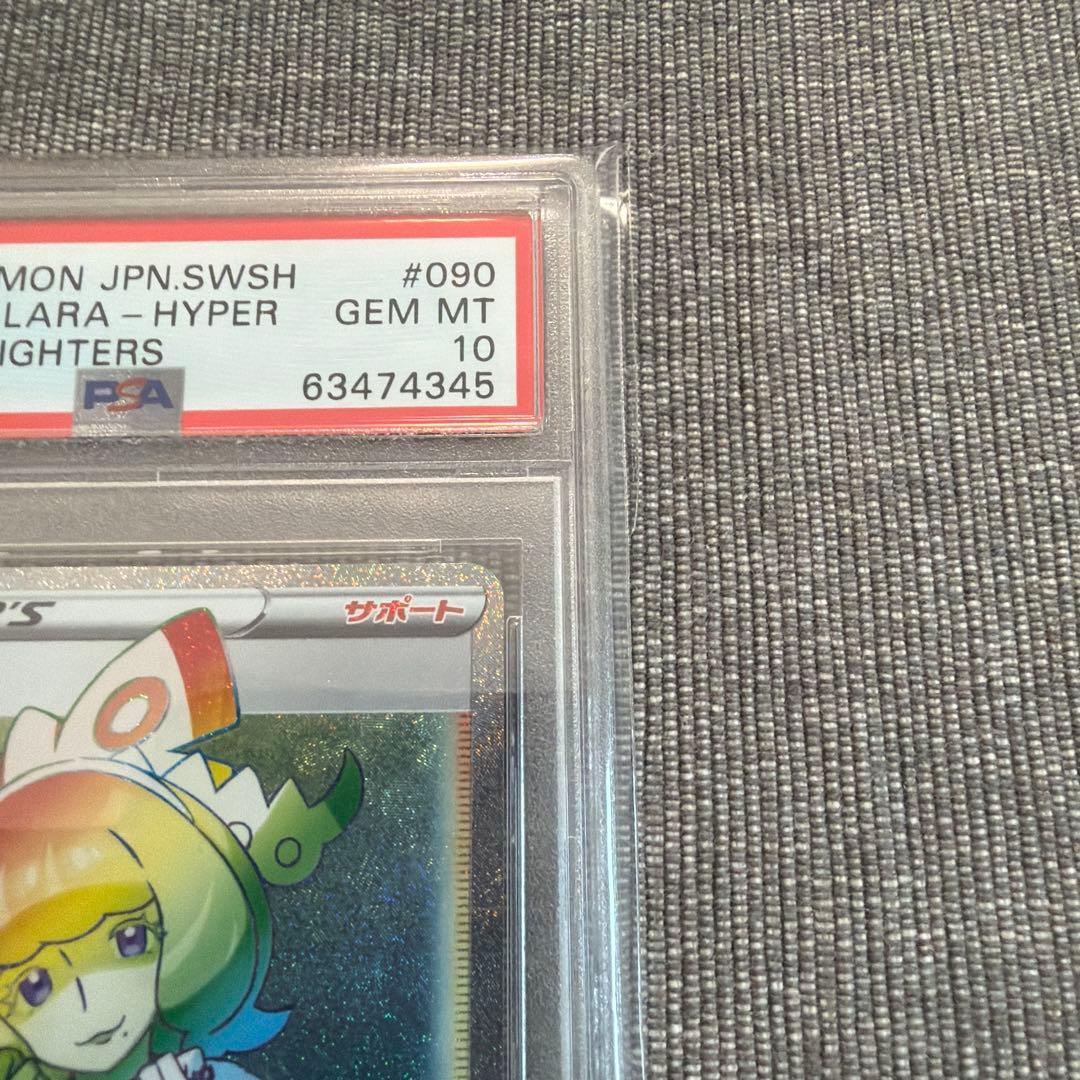 MON JPN.SWSH #090
LARA – HYPER GEM MT
IGHTERS 10
PSA 63474345
'S サポート